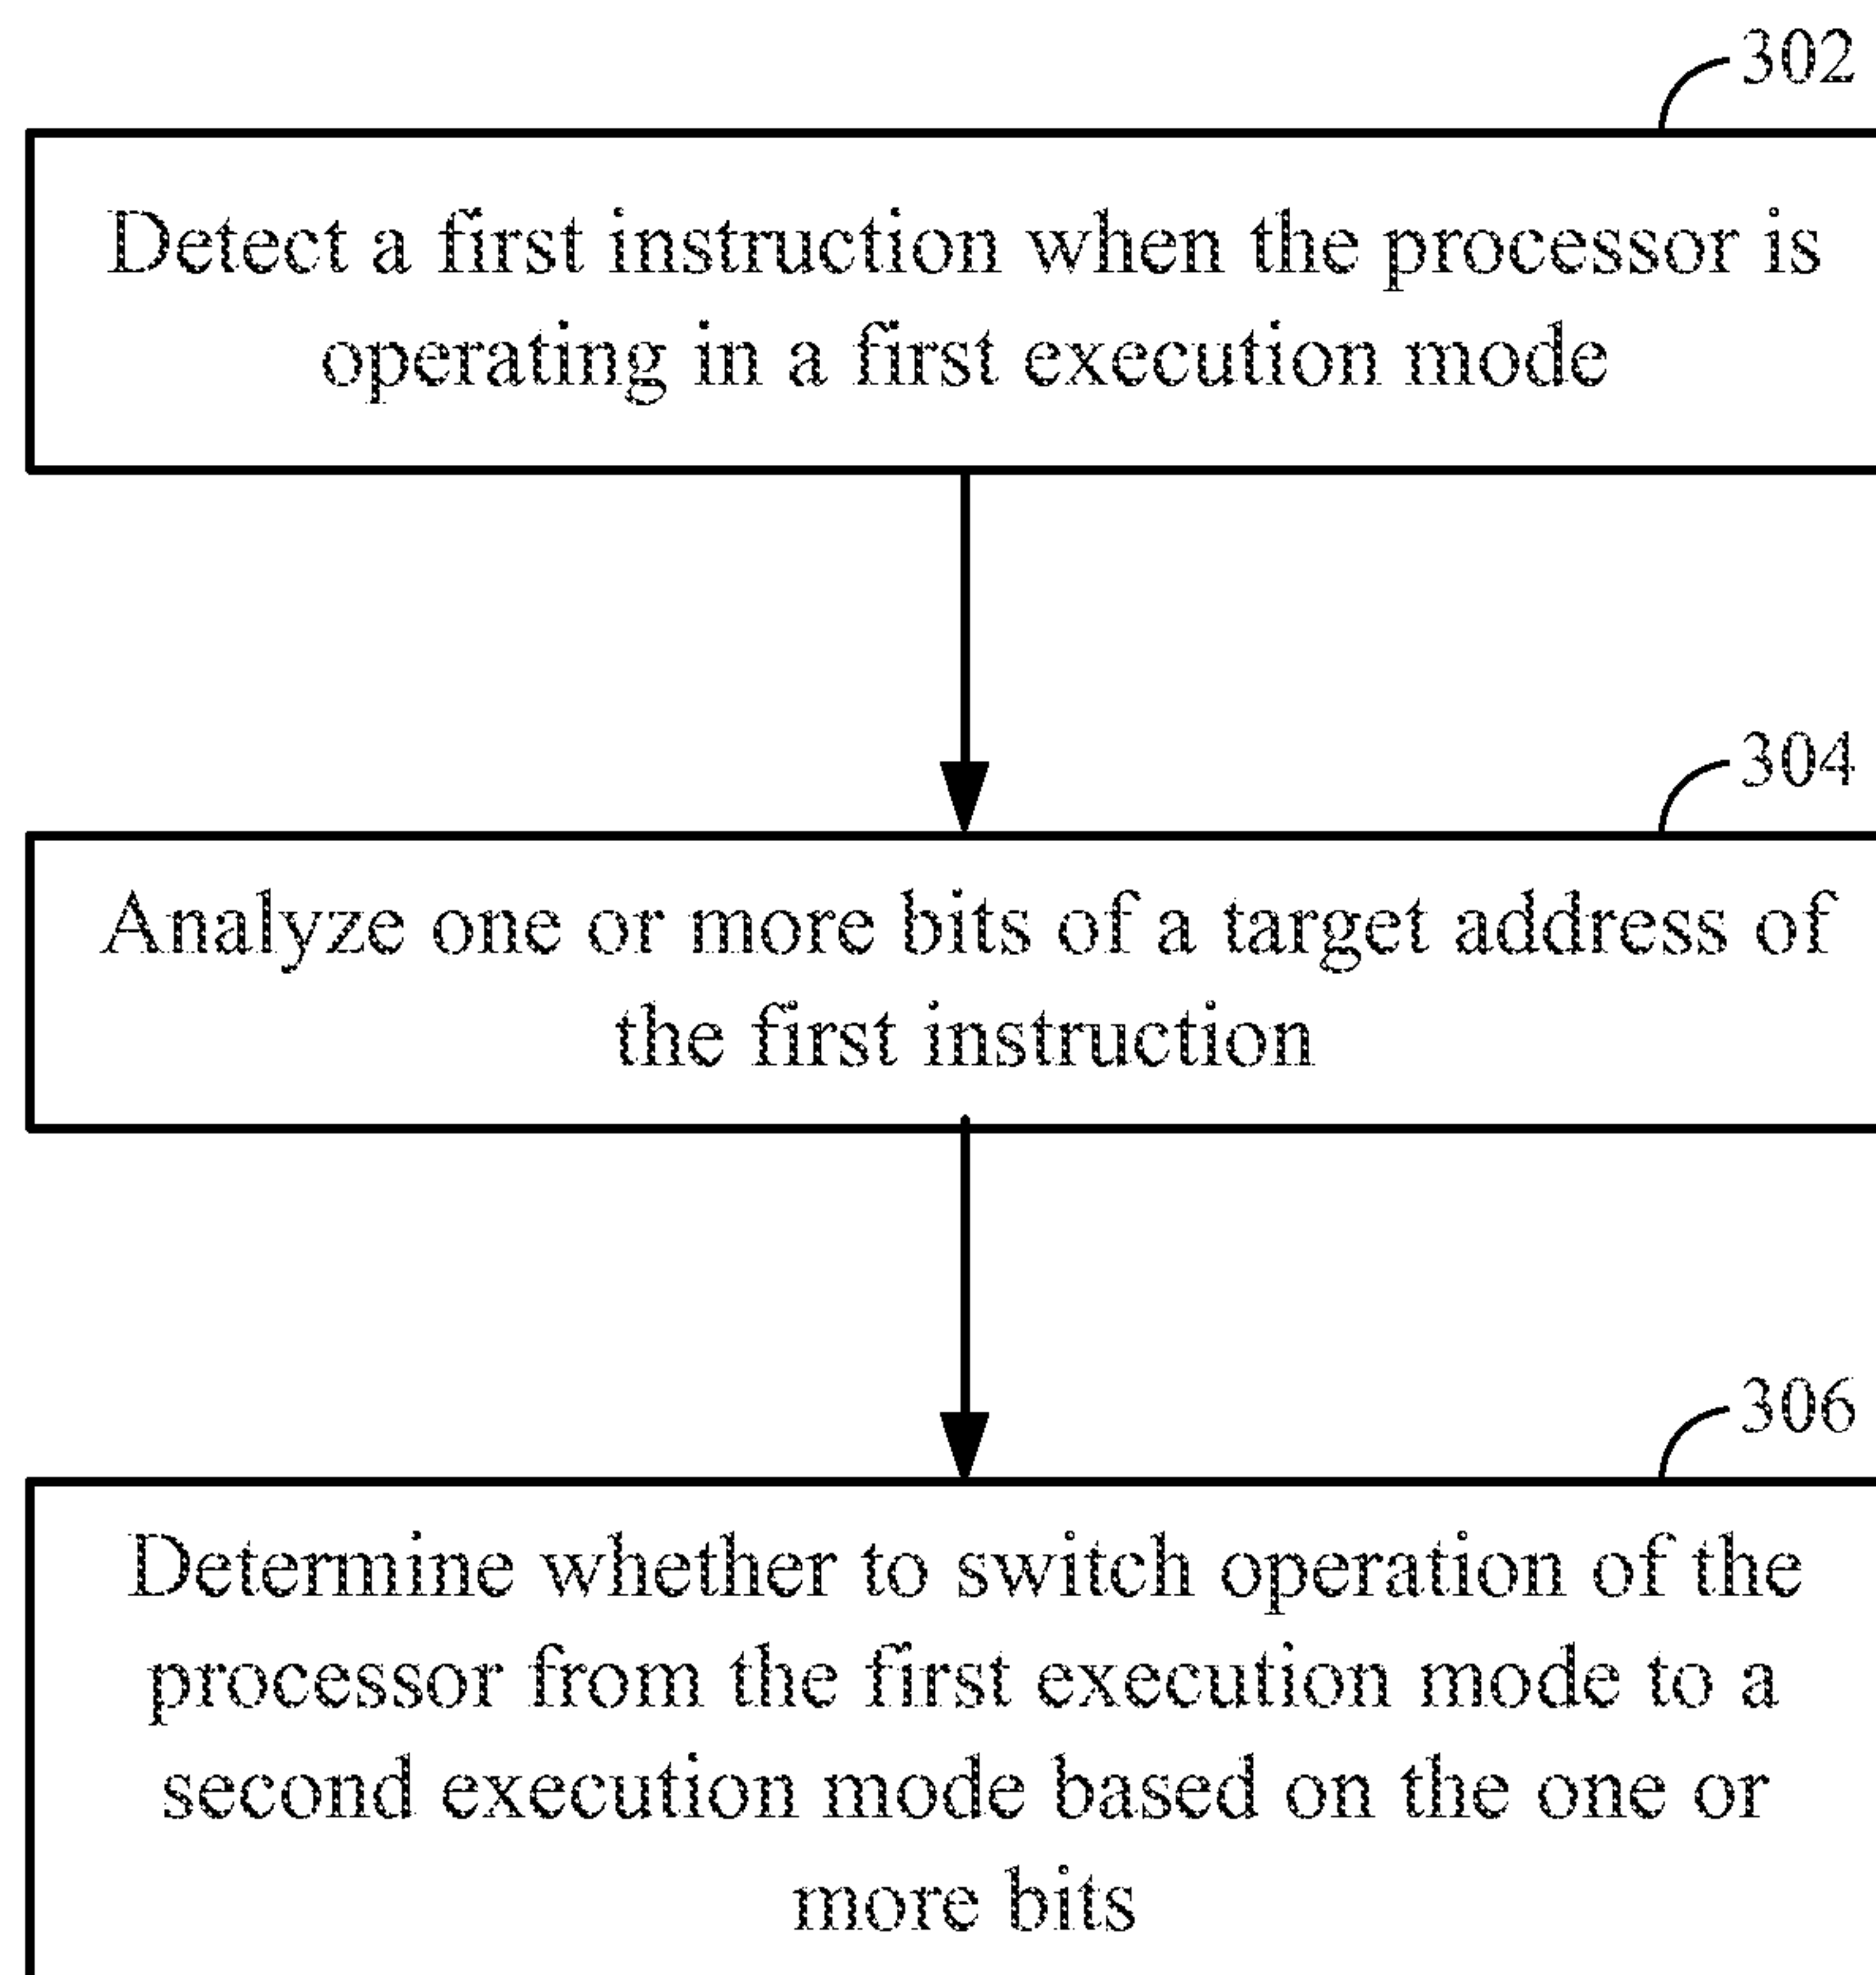 302
Detect a first instruction when the processor is
operating in a first execution mode
304
Analyze one or more bits of a target address of
the first instruction
306
Determine whether to switch operation of the
processor from the first execution mode to a
second execution mode based on the one or
more bits